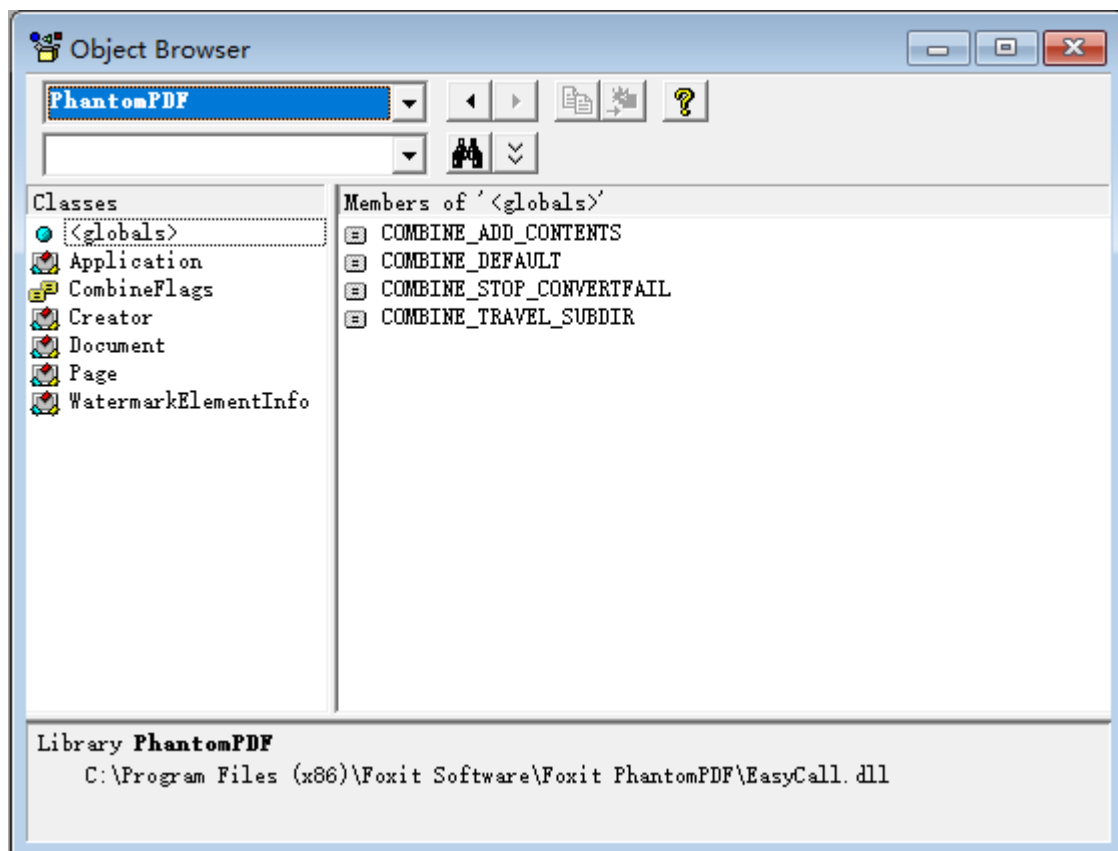 Object Browser
PhantomPDF
Classes
<globals>
Application
CombineFlags
Creator
Document
Page
WatermarkElementInfo
Members of '<globals>'
COMBINE_ADD_CONTENTS
COMBINE_DEFAULT
COMBINE_STOP_CONVERTFAIL
COMBINE_TRAVEL_SUBDIR
Library PhantomPDF
C:\Program Files (x86)\Foxit Software\Foxit PhantomPDF\EasyCall.dll